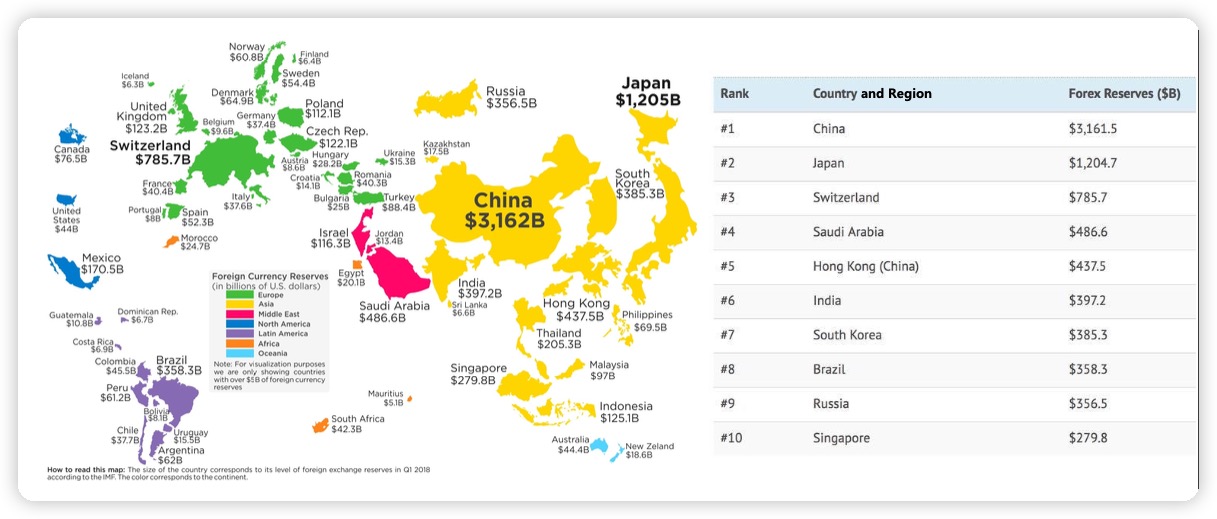 Norway
$60.8B
Finland
$6.4B
Sweden
$54.4B
Iceland
$6.3B
Denmark
$64.9B
United
Kingdom
$123.2B
Belgium
$9.6B
Germany
$37.4B
Poland
$112.1B
Czech Rep.
$122.1B
Switzerland
$785.7B
Austria
$8.6B
Hungary
$28.2B
Ukraine
$15.3B
Croatia
$14.1B
Romania
$40.3B
France
$40.4B
Italy
$37.6B
Bulgaria
$25B
Turkey
$88.4B
Portugal
$8B
Spain
$52.3B
Canada
$76.5B
United
States
$44B
Mexico
$170.5B
Morocco
$24.7B
Israel
$116.3B
Jordan
$13.4B
Egypt
$20.1B
Saudi Arabia
$486.6B
Russia
$356.5B
Kazakhstan
$17.5B
Japan
$1,205B
South
Korea
$385.3B
China
$3,162B
India
$397.2B
Sri Lanka
$6.6B
Hong Kong
$437.5B
Philippines
$69.5B
Thailand
$205.3B
Malaysia
$97B
Singapore
$279.8B
Indonesia
$125.1B
Australia
$44.4B
New Zeland
$18.6B
Foreign Currency Reserves
(in billions of U.S. dollars)
Europe
Asia
Middle East
North America
Latin America
Africa
Oceania
Note: For visualization purposes
we are only showing countries
with over $5B of foreign currency
reserves
Guatemala
$10.8B
Dominican Rep.
$6.7B
Costa Rica
$6.9B
Colombia
$45.5B
Brazil
$358.3B
Peru
$61.2B
Bolivia
$8.1B
Chile
$37.7B
Uruguay
$15.5B
Argentina
$62B
Mauritius
$5.1B
South Africa
$42.3B
How to read this map: The size of the country corresponds to its level of foreign exchange reserves in Q1 2018
according to the IMF. The color corresponds to the continent.
Rank Country and Region Forex Reserves ($B)
#1 China $3,161.5
#2 Japan $1,204.7
#3 Switzerland $785.7
#4 Saudi Arabia $486.6
#5 Hong Kong (China) $437.5
#6 India $397.2
#7 South Korea $385.3
#8 Brazil $358.3
#9 Russia $356.5
#10 Singapore $279.8